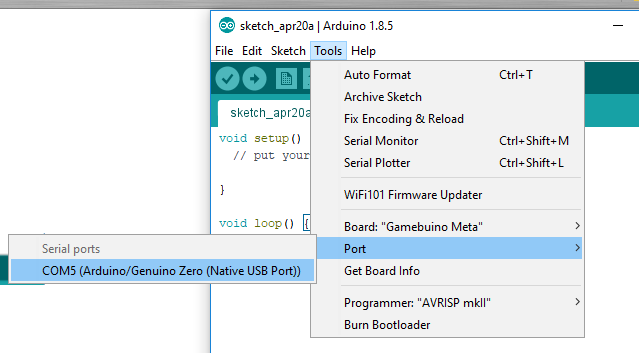 sketch_apr20a | Arduino 1.8.5
File Edit Sketch Tools Help
Auto Format Ctrl+T
Archive Sketch
Fix Encoding & Reload
Serial Monitor Ctrl+Shift+M
Serial Plotter Ctrl+Shift+L
WiFi101 Firmware Updater
Board: "Gamebuino Meta"
Port
Get Board Info
Programmer: "AVRISP mkII"
Burn Bootloader
sketch_apr20a
void setup()
// put your
}
void loop() {
Serial ports
COM5 (Arduino/Genuino Zero (Native USB Port))